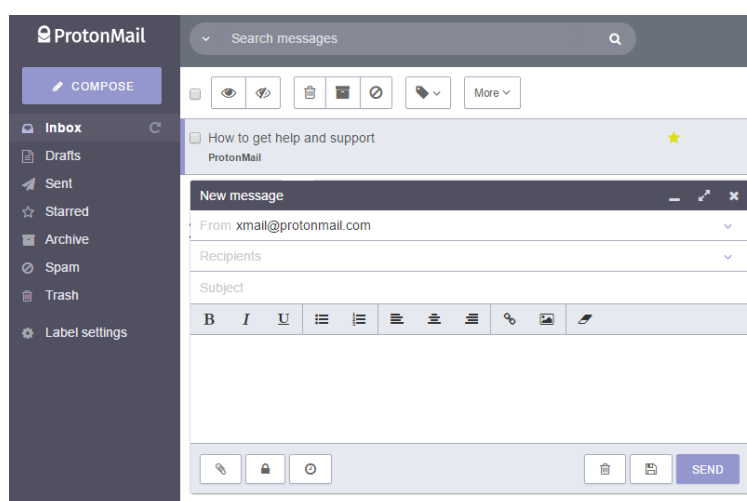 ProtonMail
Search messages
COMPOSE
More
Inbox
Drafts
Sent
Starred
Archive
Spam
Trash
Label settings
How to get help and support
ProtonMail
New message
From xmail@protonmail.com
Recipients
Subject
B I U
SEND